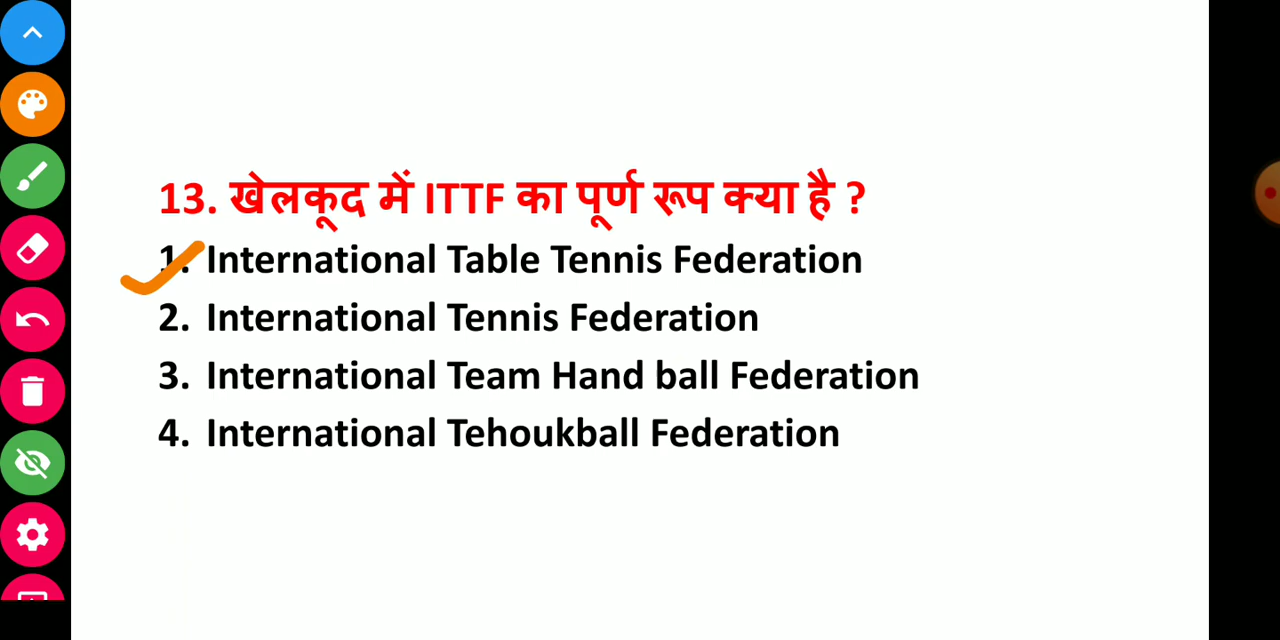 13. खेलकूद में ITTF का पूर्ण रूप क्या है ?
1. International Table Tennis Federation
2. International Tennis Federation
3. International Team Hand ball Federation
4. International Tehoukball Federation